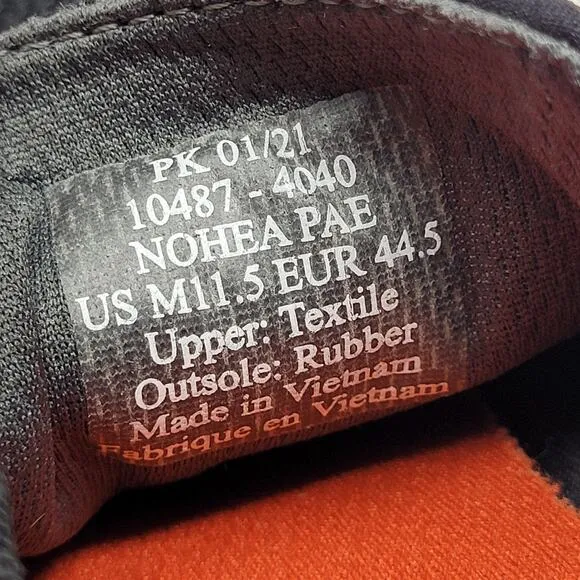 PK 01/21
10487 - 4040
NOHEA PAE
US M11.5 EUR 44.5
Upper: Textile
Outsole: Rubber
Made in Vietnam
Fabrique en Vietnam